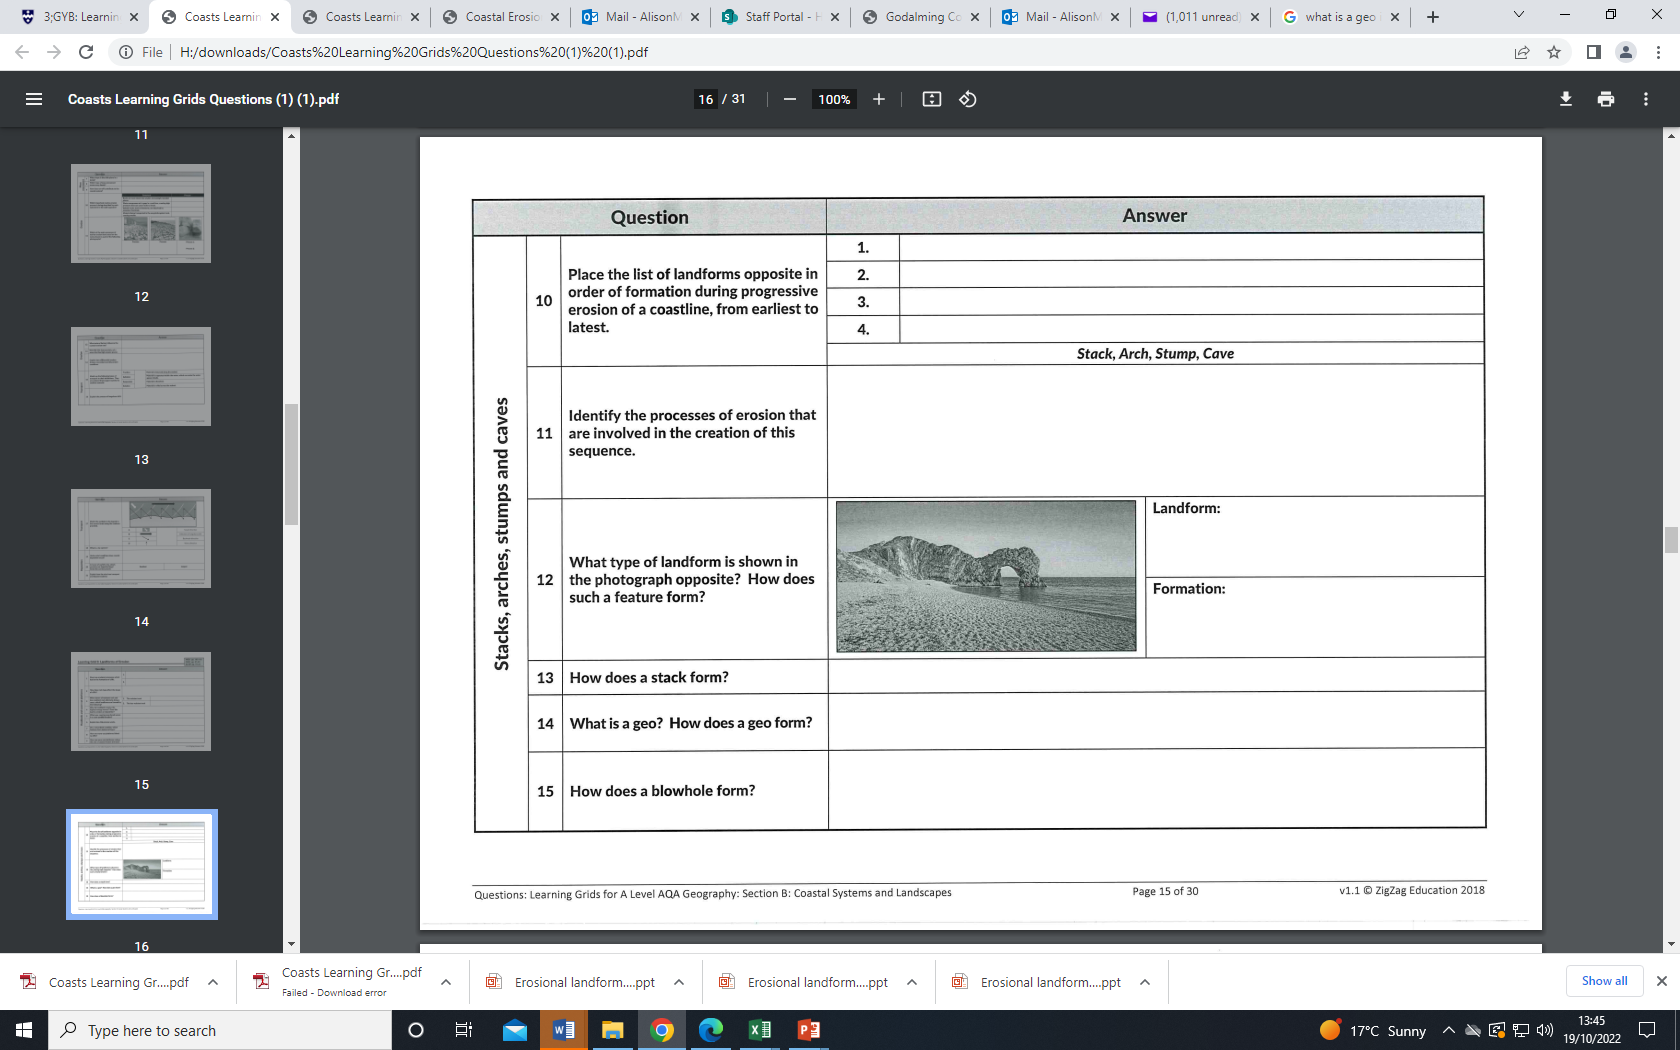 3;GYB: Learnin
Coasts Learnin
Coasts Learnin
Coastal Erosio
Mail - AlisonM
Staff Portal - H
Godalming Co
Mail - AlisonM
(1,011 unread)
what is a geo
File
H:/downloads/Coasts%20Learning%20Grids%20Questions%20(1)%20(1).pdf
Coasts Learning Grids Questions (1) (1).pdf
16 / 31
100%
11
12
13
14
15
16
Question
Answer
Stacks, arches, stumps and caves
10
Place the list of landforms opposite in
order of formation during progressive
erosion of a coastline, from earliest to
latest.
1.
2.
3.
4.
Stack, Arch, Stump, Cave
11
Identify the processes of erosion that
are involved in the creation of this
sequence.
12
What type of landform is shown in
the photograph opposite? How does
such a feature form?
Landform:
Formation:
13
How does a stack form?
14
What is a geo? How does a geo form?
15
How does a blowhole form?
Questions: Learning Grids for A Level AQA Geography: Section B: Coastal Systems and Landscapes
Page 15 of 30
v1.1 © ZigZag Education 2018
Coasts Learning Gr....pdf
Coasts Learning Gr....pdf
Failed - Download error
Erosional landform....ppt
Erosional landform....ppt
Erosional landform....ppt
Show all
Type here to search
17°C Sunny
13:45
19/10/2022